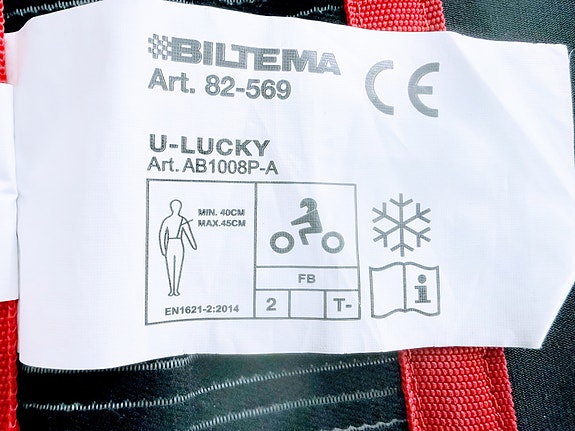 BILTEMA
Art. 82-569
CE
U-LUCKY
Art. AB1008P-A
MIN. 40CM
MAX.45CM
EN1621-2:2014
FB
2 T-
i